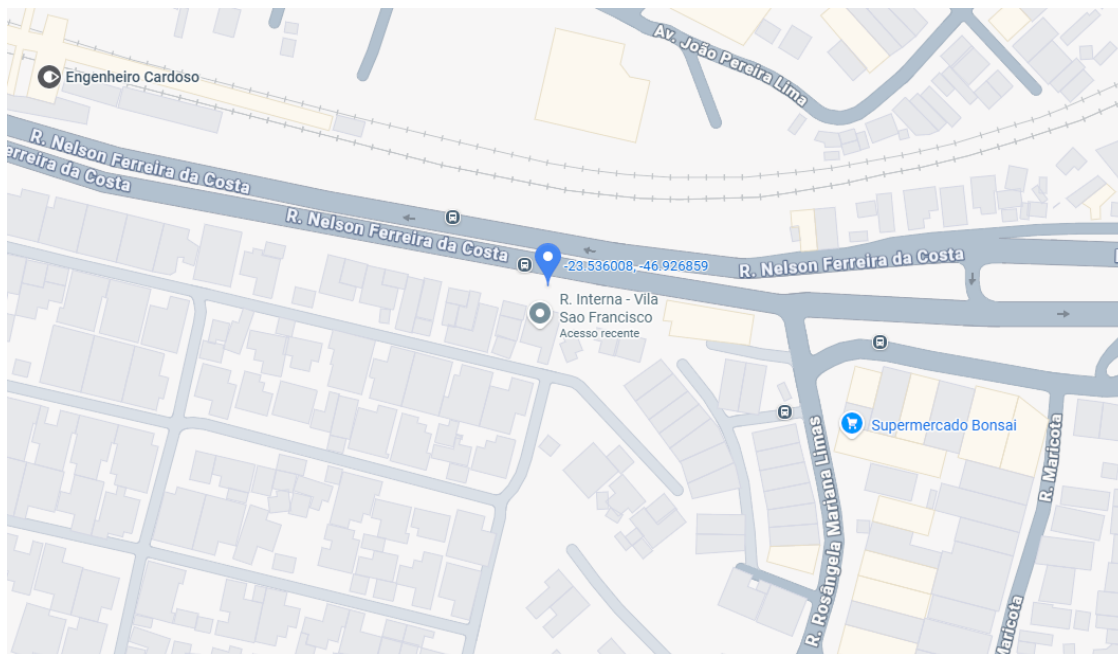 Av. João Pereira Lima
Engenheiro Cardoso
R. Nelson Ferreira da Costa
erreira da Costa
R. Nelson Ferreira da Costa
R. Nelson Ferreira da Costa
-23.536008, -46.926859
R. Interna - Vila
Sao Francisco
Acesso recente
Supermercado Bonsai
R. Maricota
R. Rosângela Mariana Limas
Maricota